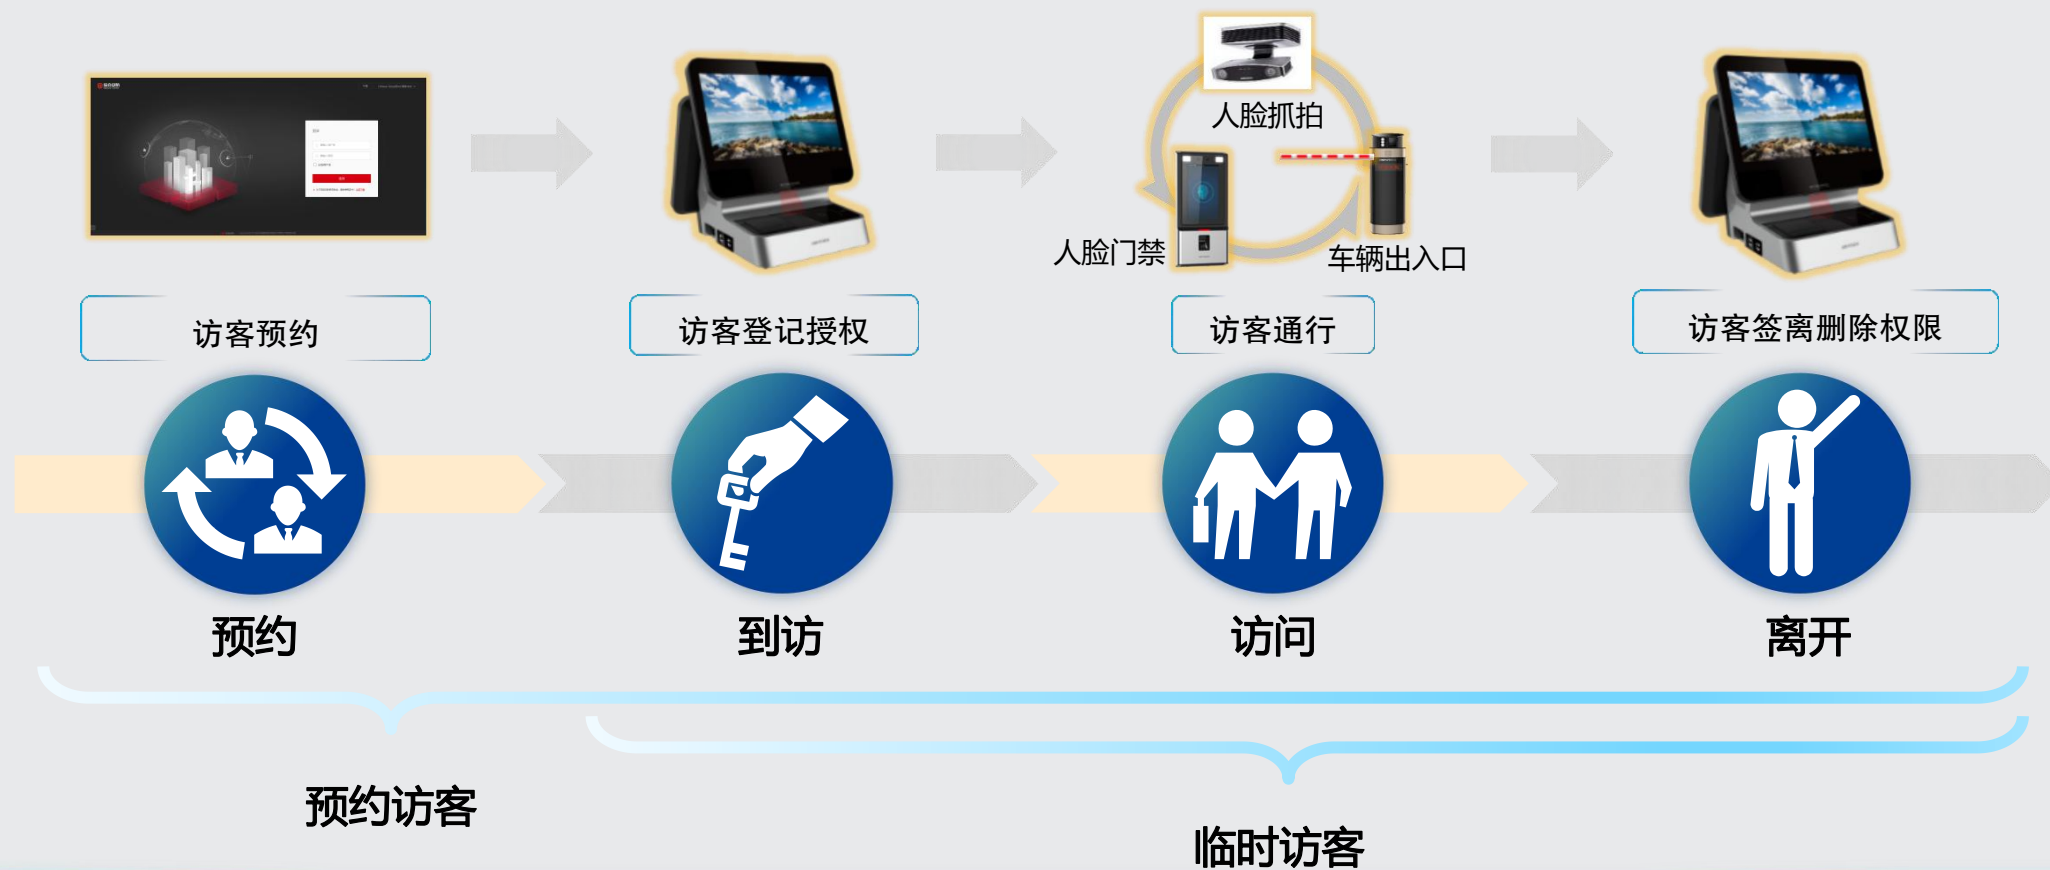 人脸抓拍
人脸门禁
车辆出入口
访客预约
访客登记授权
访客通行
访客签离删除权限
预约
到访
访问
离开
预约访客
临时访客